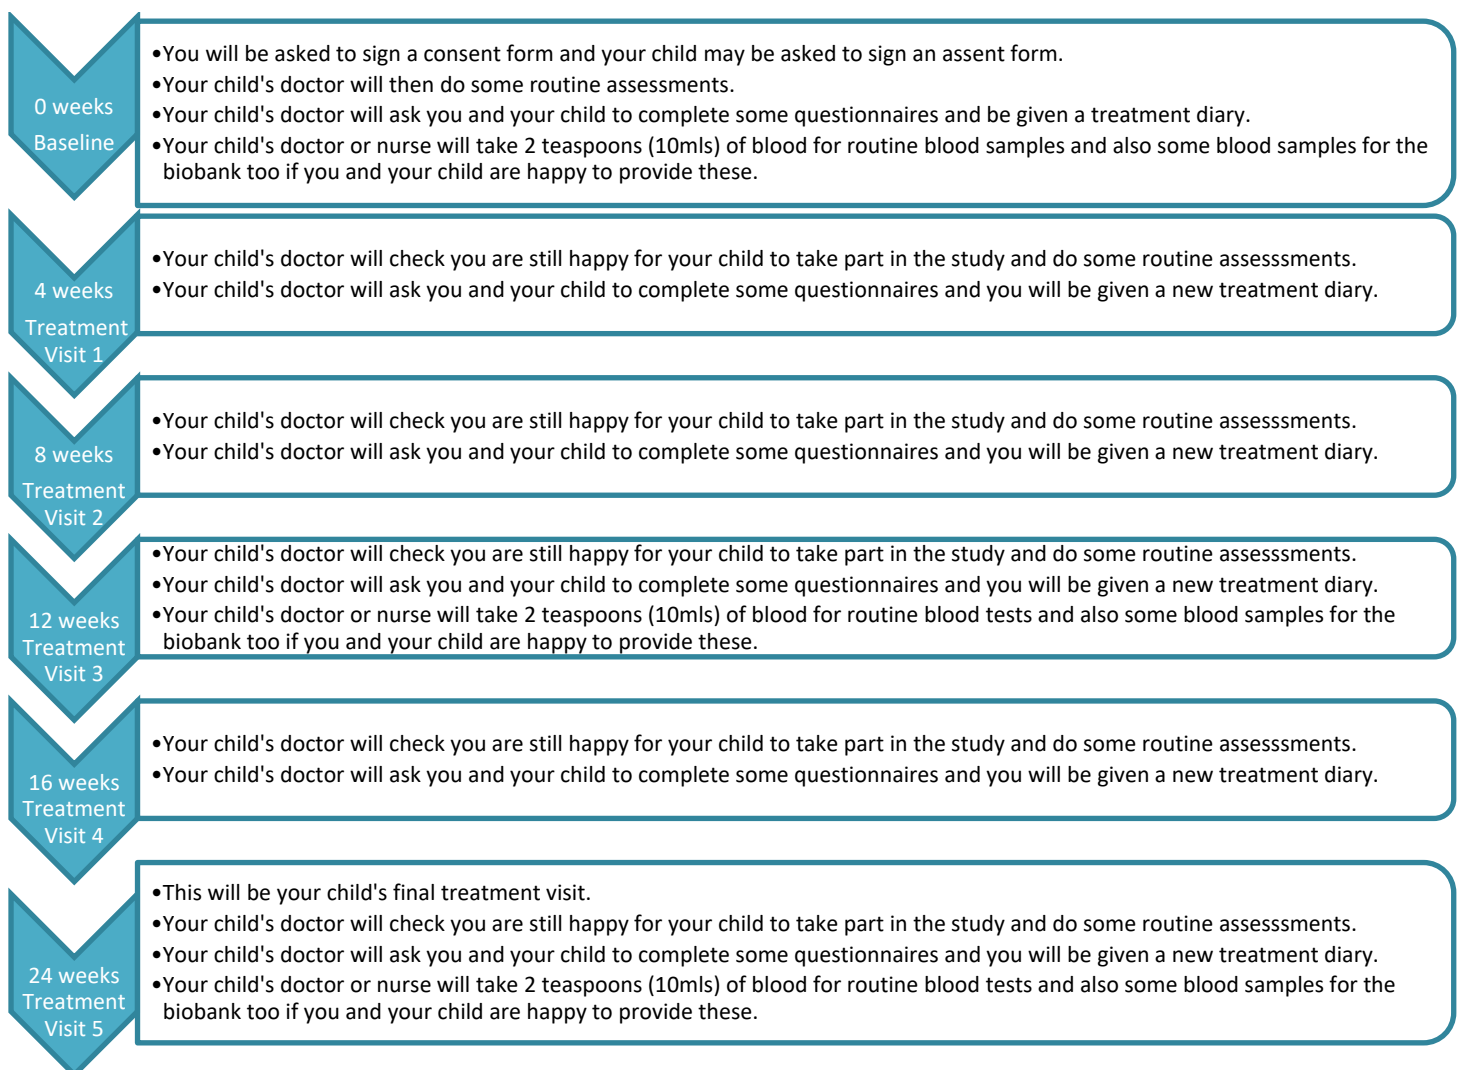 0 weeks
Baseline
•You will be asked to sign a consent form and your child may be asked to sign an assent form.
•Your child's doctor will then do some routine assessments.
•Your child's doctor will ask you and your child to complete some questionnaires and be given a treatment diary.
•Your child's doctor or nurse will take 2 teaspoons (10mls) of blood for routine blood samples and also some blood samples for the
biobank too if you and your child are happy to provide these.
4 weeks
Treatment
Visit 1
•Your child's doctor will check you are still happy for your child to take part in the study and do some routine assesssments.
•Your child's doctor will ask you and your child to complete some questionnaires and you will be given a new treatment diary.
8 weeks
Treatment
Visit 2
•Your child's doctor will check you are still happy for your child to take part in the study and do some routine assesssments.
•Your child's doctor will ask you and your child to complete some questionnaires and you will be given a new treatment diary.
12 weeks
Treatment
Visit 3
•Your child's doctor will check you are still happy for your child to take part in the study and do some routine assesssments.
•Your child's doctor will ask you and your child to complete some questionnaires and you will be given a new treatment diary.
•Your child's doctor or nurse will take 2 teaspoons (10mls) of blood for routine blood tests and also some blood samples for the
biobank too if you and your child are happy to provide these.
16 weeks
Treatment
Visit 4
•Your child's doctor will check you are still happy for your child to take part in the study and do some routine assesssments.
•Your child's doctor will ask you and your child to complete some questionnaires and you will be given a new treatment diary.
24 weeks
Treatment
Visit 5
•This will be your child's final treatment visit.
•Your child's doctor will check you are still happy for your child to take part in the study and do some routine assesssments.
•Your child's doctor will ask you and your child to complete some questionnaires and you will be given a new treatment diary.
•Your child's doctor or nurse will take 2 teaspoons (10mls) of blood for routine blood tests and also some blood samples for the
biobank too if you and your child are happy to provide these.